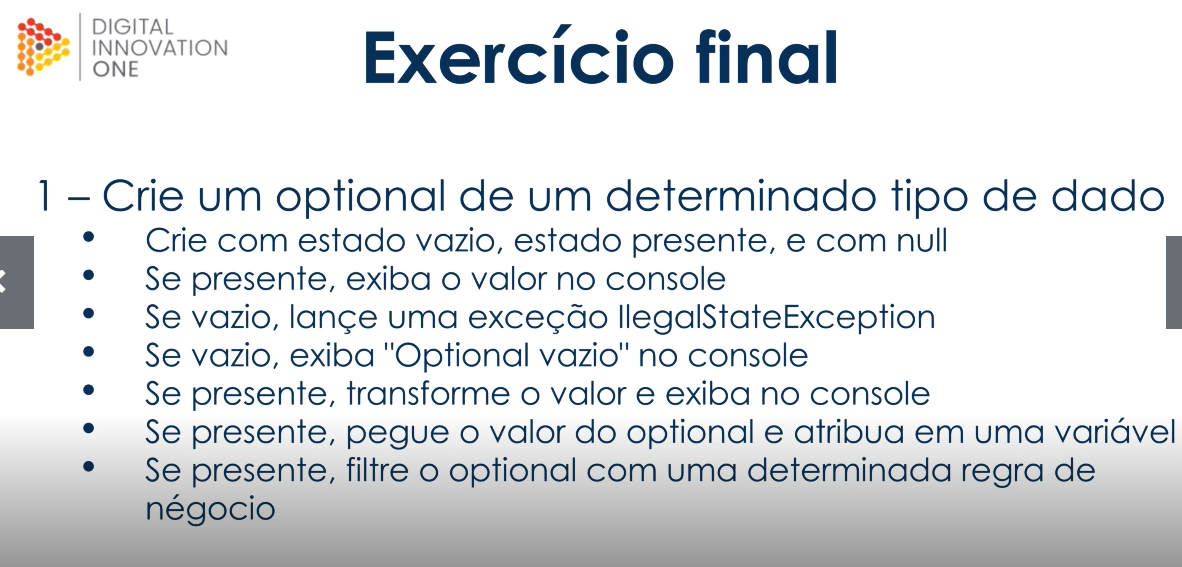 DIGITAL
INNOVATION
ONE
Exercício final
1 – Crie um optional de um determinado tipo de dado
• Crie com estado vazio, estado presente, e com null
• Se presente, exiba o valor no console
• Se vazio, lançe uma exceção IlegalStateException
• Se vazio, exiba "Optional vazio" no console
• Se presente, transforme o valor e exiba no console
• Se presente, pegue o valor do optional e atribua em uma variável
• Se presente, filtre o optional com uma determinada regra de
négocio